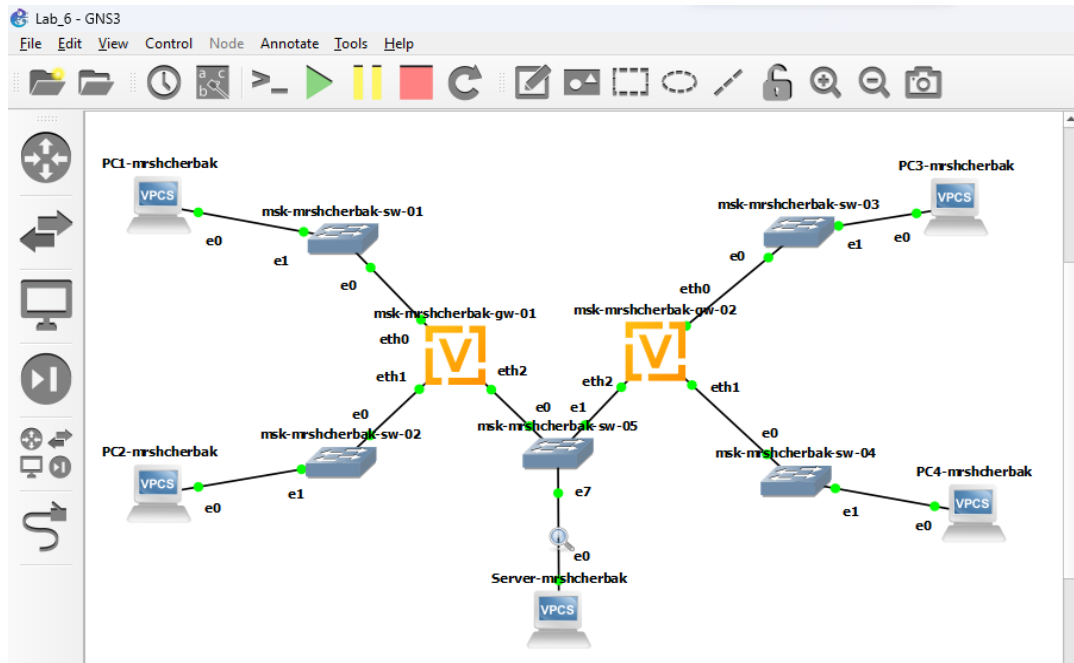 Lab_6 - GNS3
File Edit View Control Node Annotate Tools Help
PC1-mrshcherbak
VPCS
e0
msk-mrshcherbak-sw-01
e1
e0
PC3-mrshcherbak
VPCS
msk-mrshcherbak-sw-03
e1
e0
e0
eth0
msk-mrshcherbak-gw-01
V
eth0
eth1
eth2
msk-mrshcherbak-gw-02
V
eth2
eth1
e0
msk-mrshcherbak-sw-02
e1
PC2-mrshcherbak
VPCS
e0
e0
e1
msk-mrshcherbak-sw-05
e7
e0
msk-mrshcherbak-sw-04
e1
PC4-mrshcherbak
VPCS
e0
e0
Server-mrshcherbak
VPCS